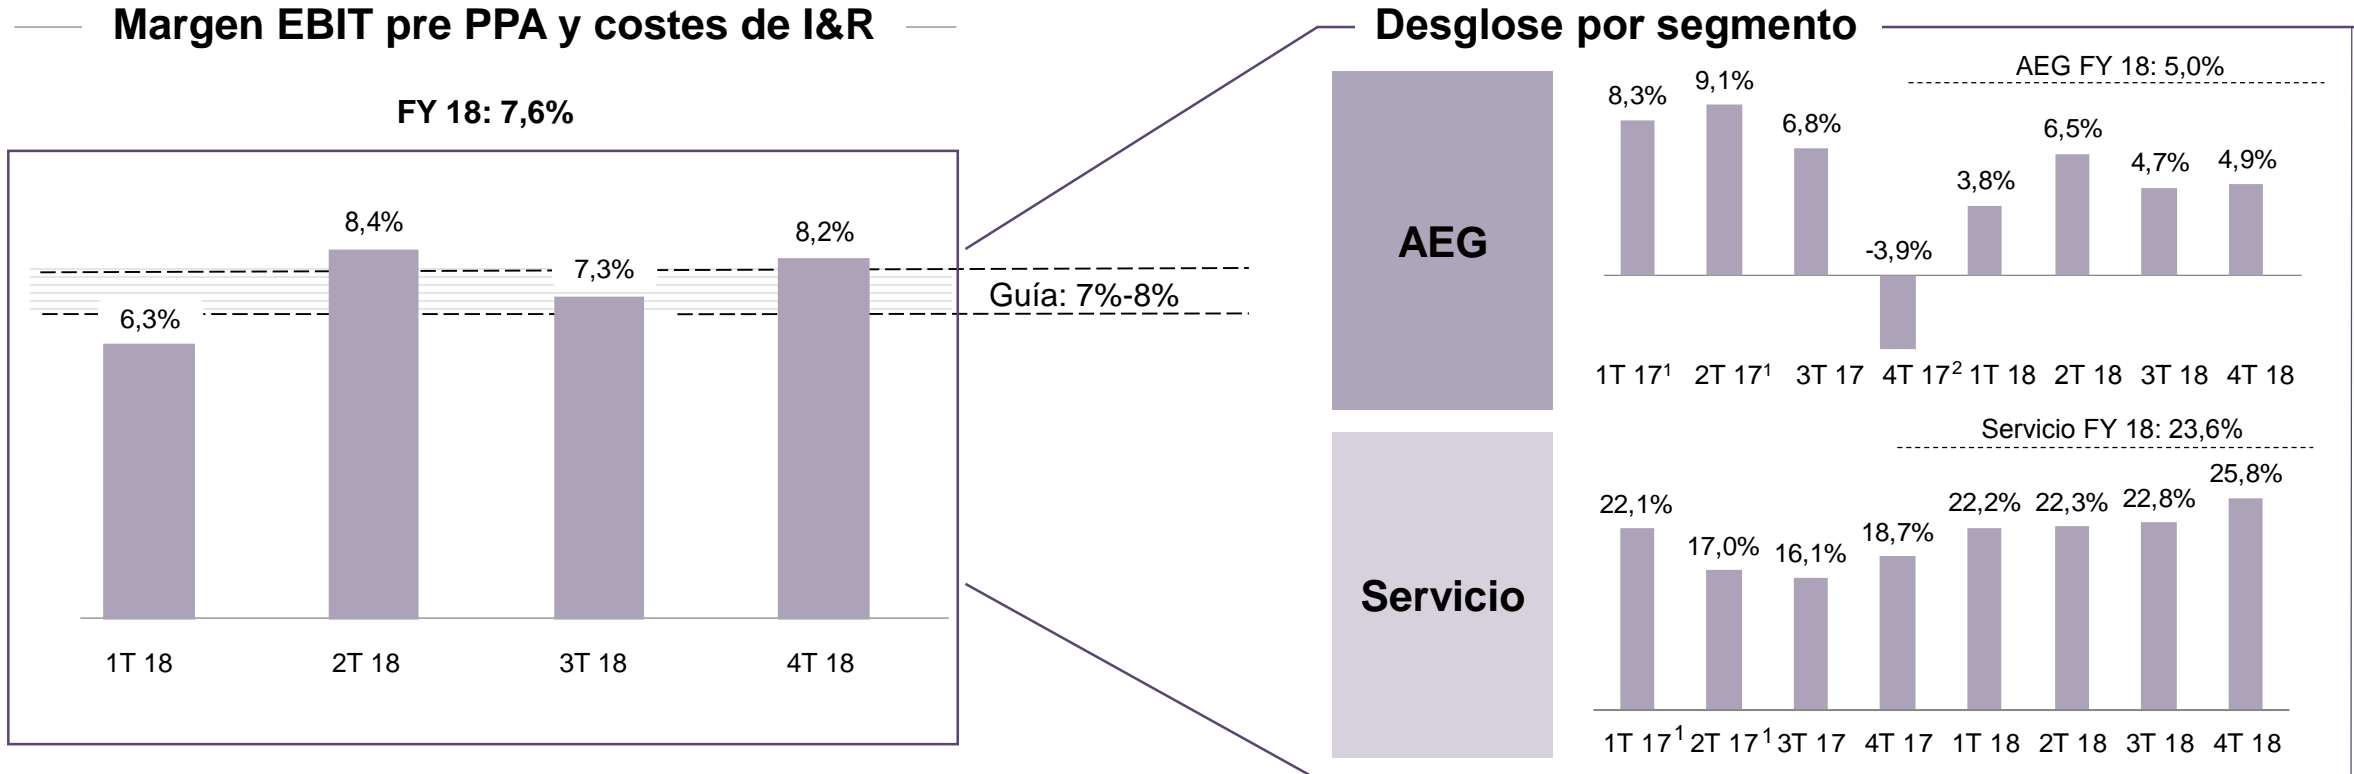 Margen EBIT pre PPA y costes de I&R
FY 18: 7,6%
8,4%
8,2%
7,3%
6,3%
Guía: 7%-8%
1T 18 2T 18 3T 18 4T 18
Desglose por segmento
AEG
AEG FY 18: 5,0%
8,3% 9,1% 6,8% -3,9% 3,8% 6,5% 4,7% 4,9%
1T 17¹ 2T 17¹ 3T 17 4T 17² 1T 18 2T 18 3T 18 4T 18
Servicio
Servicio FY 18: 23,6%
22,1% 17,0% 16,1% 18,7% 22,2% 22,3% 22,8% 25,8%
1T 17¹ 2T 17¹ 3T 17 4T 17 1T 18 2T 18 3T 18 4T 18